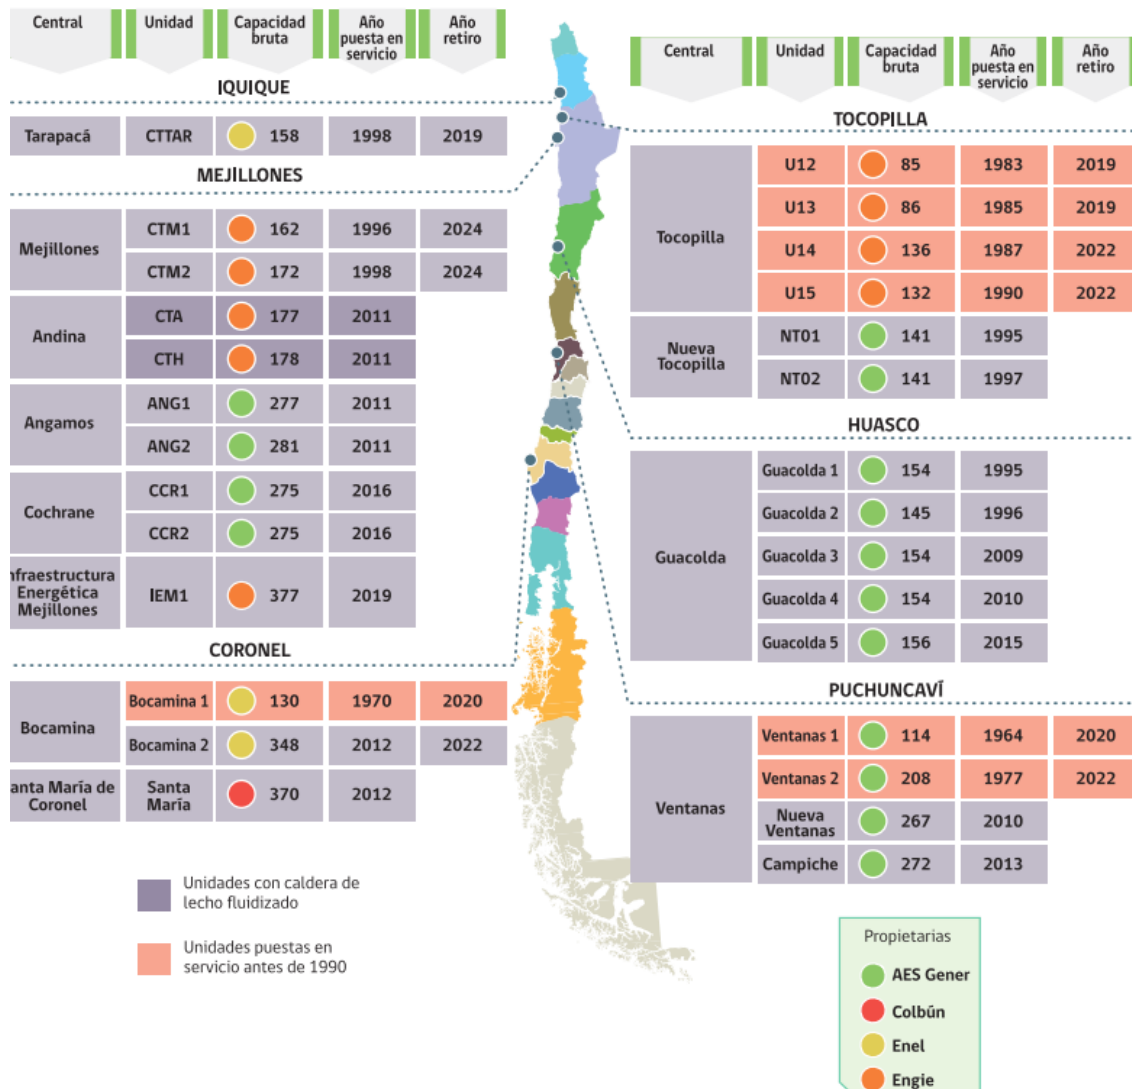 Central Unidad Capacidad bruta Año puesta en servicio Año retiro
IQUIQUE
Tarapacá CTTAR 158 1998 2019
MEJILLONES
Mejillones
CTM1 162 1996 2024
CTM2 172 1998 2024
Andina
CTA 177 2011
CTH 178 2011
Angamos
ANG1 277 2011
ANG2 281 2011
Cochrane
CCR1 275 2016
CCR2 275 2016
nfraestructura
Energética
Mejillones
IEM1 377 2019
CORONEL
Bocamina
Bocamina 1 130 1970 2020
Bocamina 2 348 2012 2022
anta María de
Coronel
Santa
María
370 2012
Unidades con caldera de
lecho fluidizado
Unidades puestas en
servicio antes de 1990
Central Unidad Capacidad bruta Año puesta en servicio Año retiro
TOCOPILLA
Tocopilla
U12 85 1983 2019
U13 86 1985 2019
U14 136 1987 2022
U15 132 1990 2022
Nueva
Tocopilla
NT01 141 1995
NT02 141 1997
HUASCO
Guacolda
Guacolda 1 154 1995
Guacolda 2 145 1996
Guacolda 3 154 2009
Guacolda 4 154 2010
Guacolda 5 156 2015
PUCHUNCAVÍ
Ventanas
Ventanas 1 114 1964 2020
Ventanas 2 208 1977 2022
Nueva
Ventanas
267 2010
Campiche 272 2013
Propietarias
AES Gener
Colbún
Enel
Engie